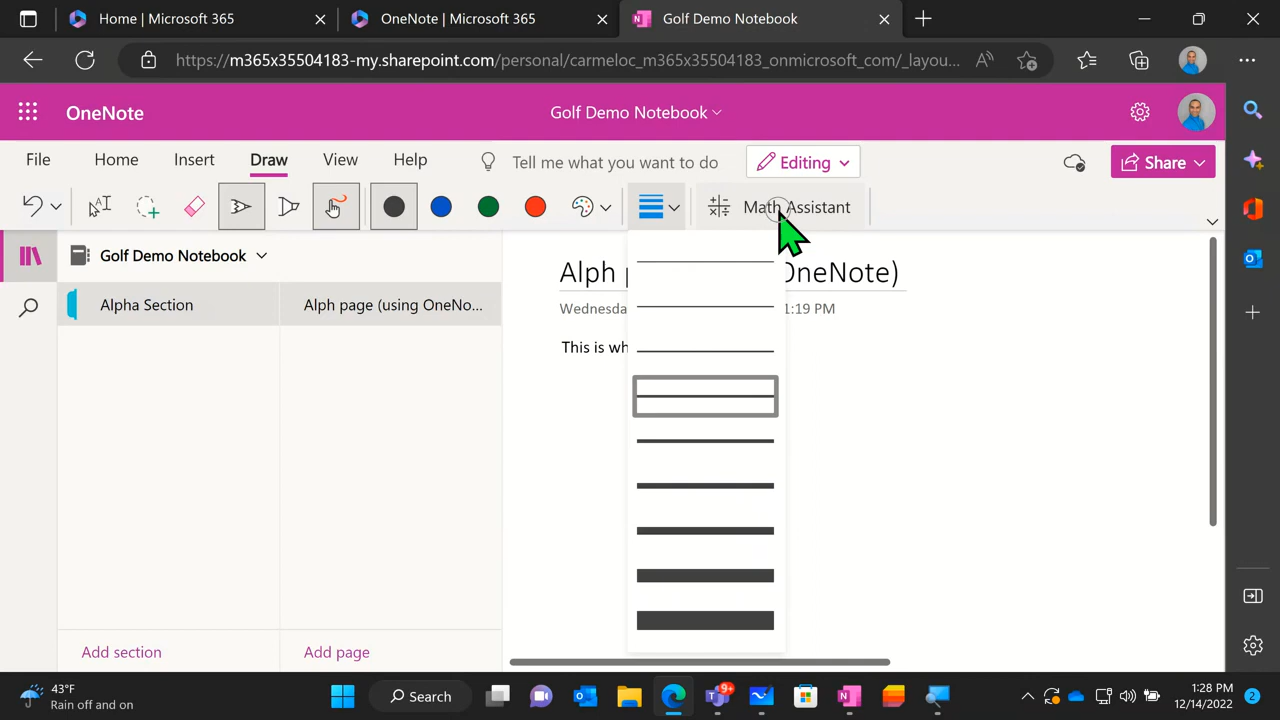 Home | Microsoft 365
OneNote | Microsoft 365
Golf Demo Notebook
https://m365x35504183-my.sharepoint.com/personal/carmeloc_m365x35504183_onmicrosoft_com/_layou...
OneNote
Golf Demo Notebook
File Home Insert Draw View Help Tell me what you want to do Editing Share
Math Assistant
Golf Demo Notebook
Alpha Section
Alph page (using OneNo...
Alph p OneNote)
Wednesda 1:19 PM
This is wh
Add section
Add page
43°F
Rain off and on
Search
9+
1:28 PM
12/14/2022
2